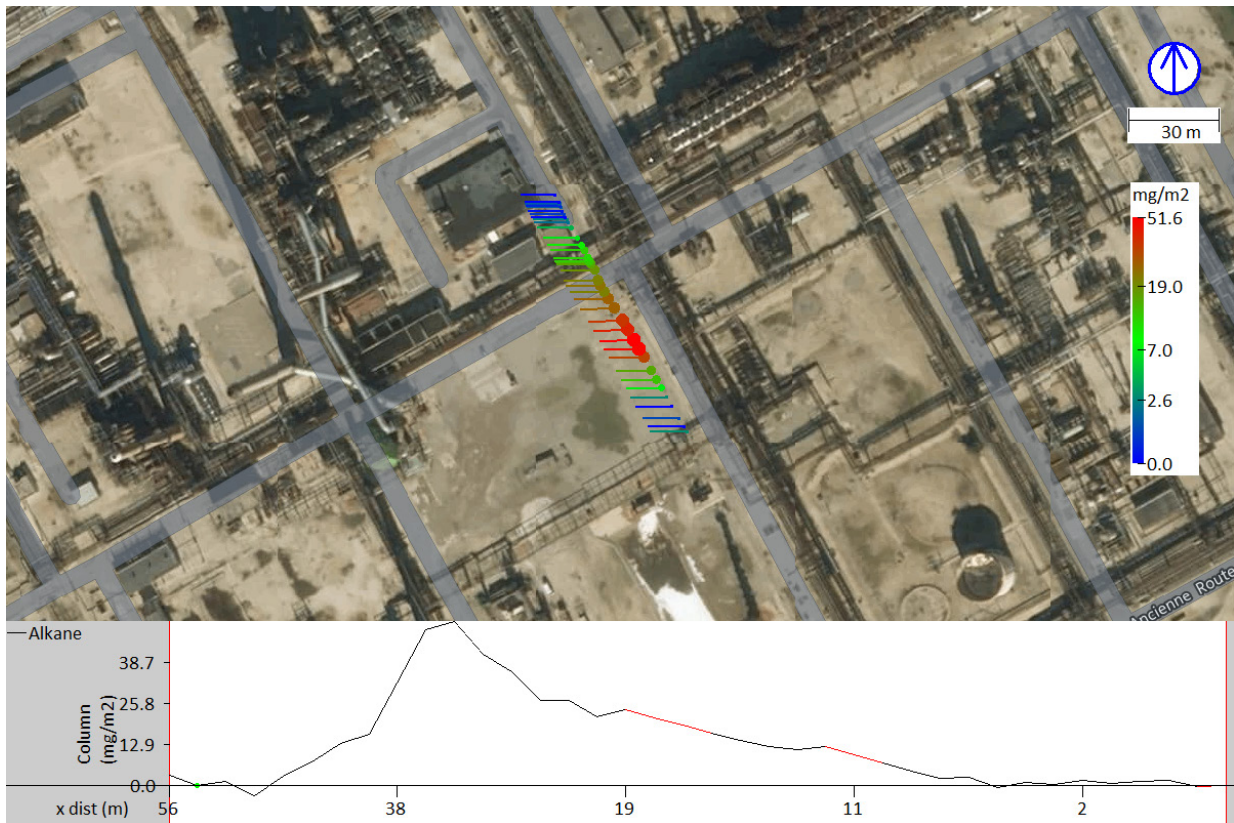 30 m
mg/m2
51.6
19.0
7.0
2.6
0.0
Ancienne Route
Alkane
38.7
25.8
12.9
0.0
Column
(mg/m2)
x dist (m)
56
38
19
11
2